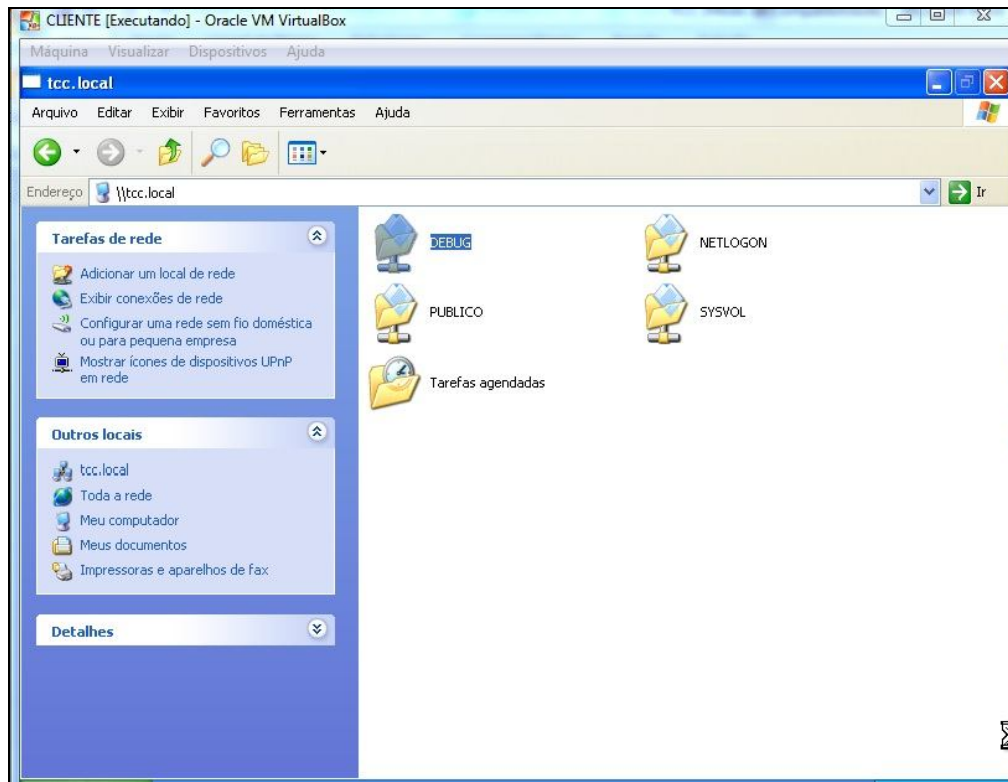 CLIENTE [Executando] - Oracle VM VirtualBox
Máquina Visualizar Dispositivos Ajuda
tcc.local
Arquivo Editar Exibir Favoritos Ferramentas Ajuda
Endereço \\tcc.local Ir
Tarefas de rede
Adicionar um local de rede
Exibir conexões de rede
Configurar uma rede sem fio doméstica
ou para pequena empresa
Mostrar ícones de dispositivos UPnP
em rede
Outros locais
tcc.local
Toda a rede
Meu computador
Meus documentos
Impressoras e aparelhos de fax
Detalhes
DEBUG NETLOGON
PUBLICO SYSVOL
Tarefas agendadas